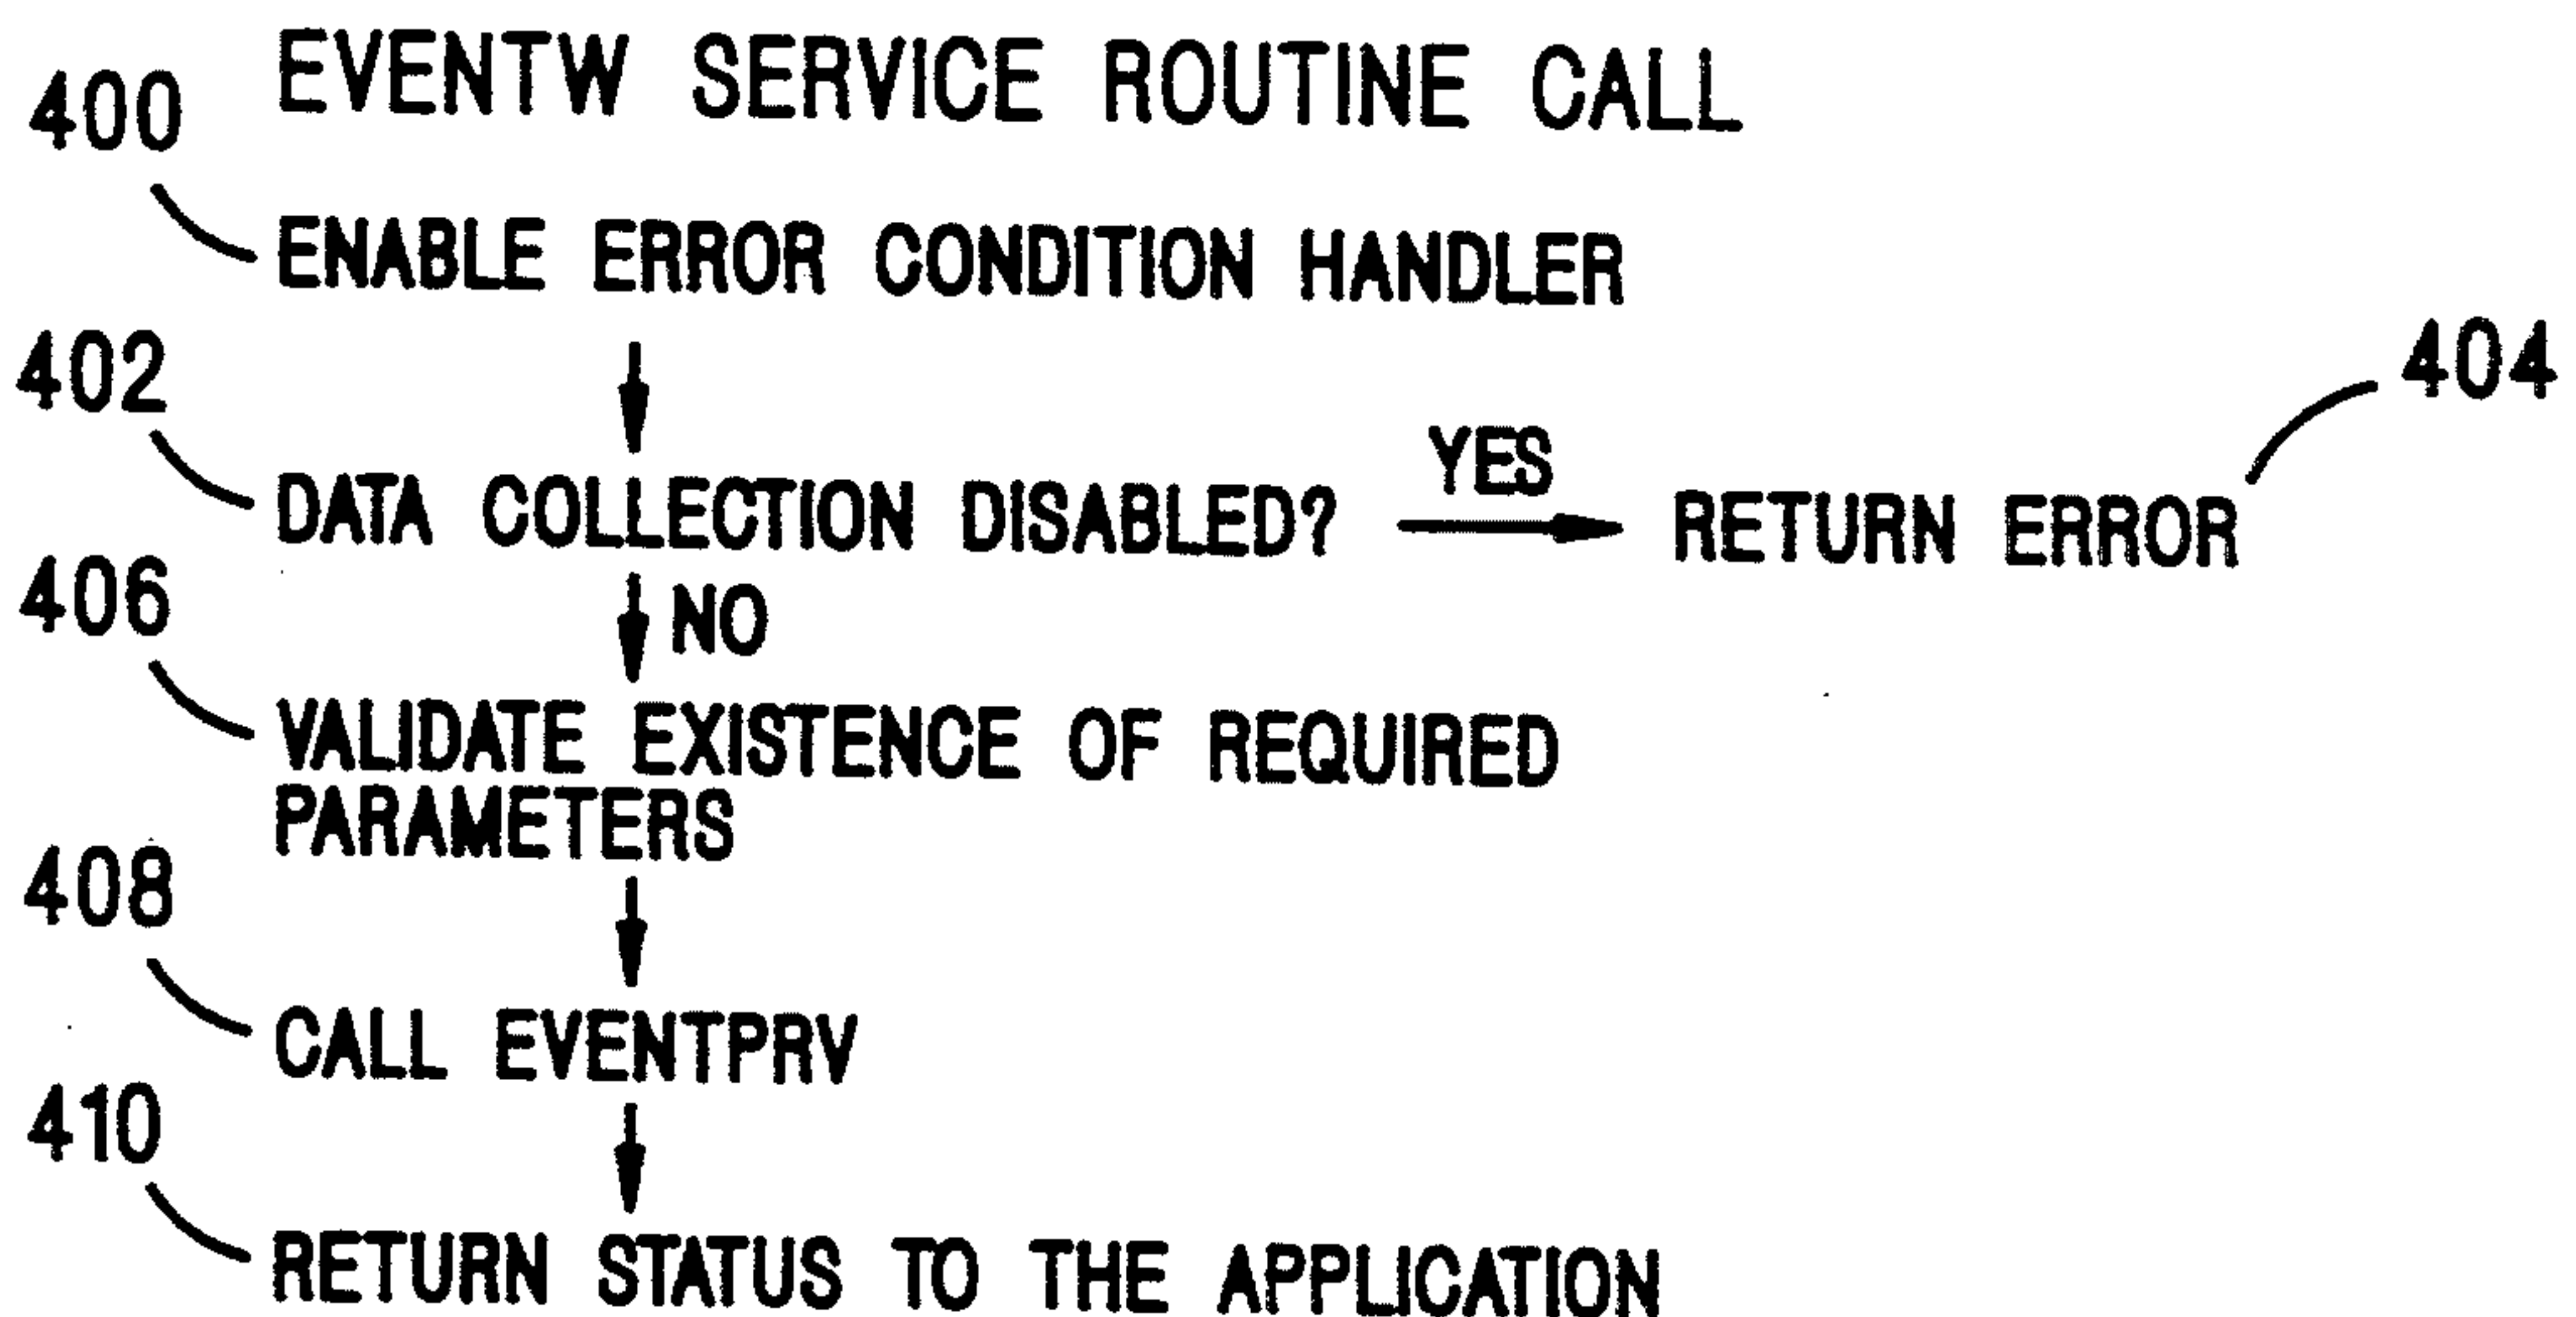 EVENTW SERVICE ROUTINE CALL
400
ENABLE ERROR CONDITION HANDLER
402
404
DATA COLLECTION DISABLED?
YES
RETURN ERROR
NO
406
VALIDATE EXISTENCE OF REQUIRED
PARAMETERS
408
CALL EVENTPRV
410
RETURN STATUS TO THE APPLICATION